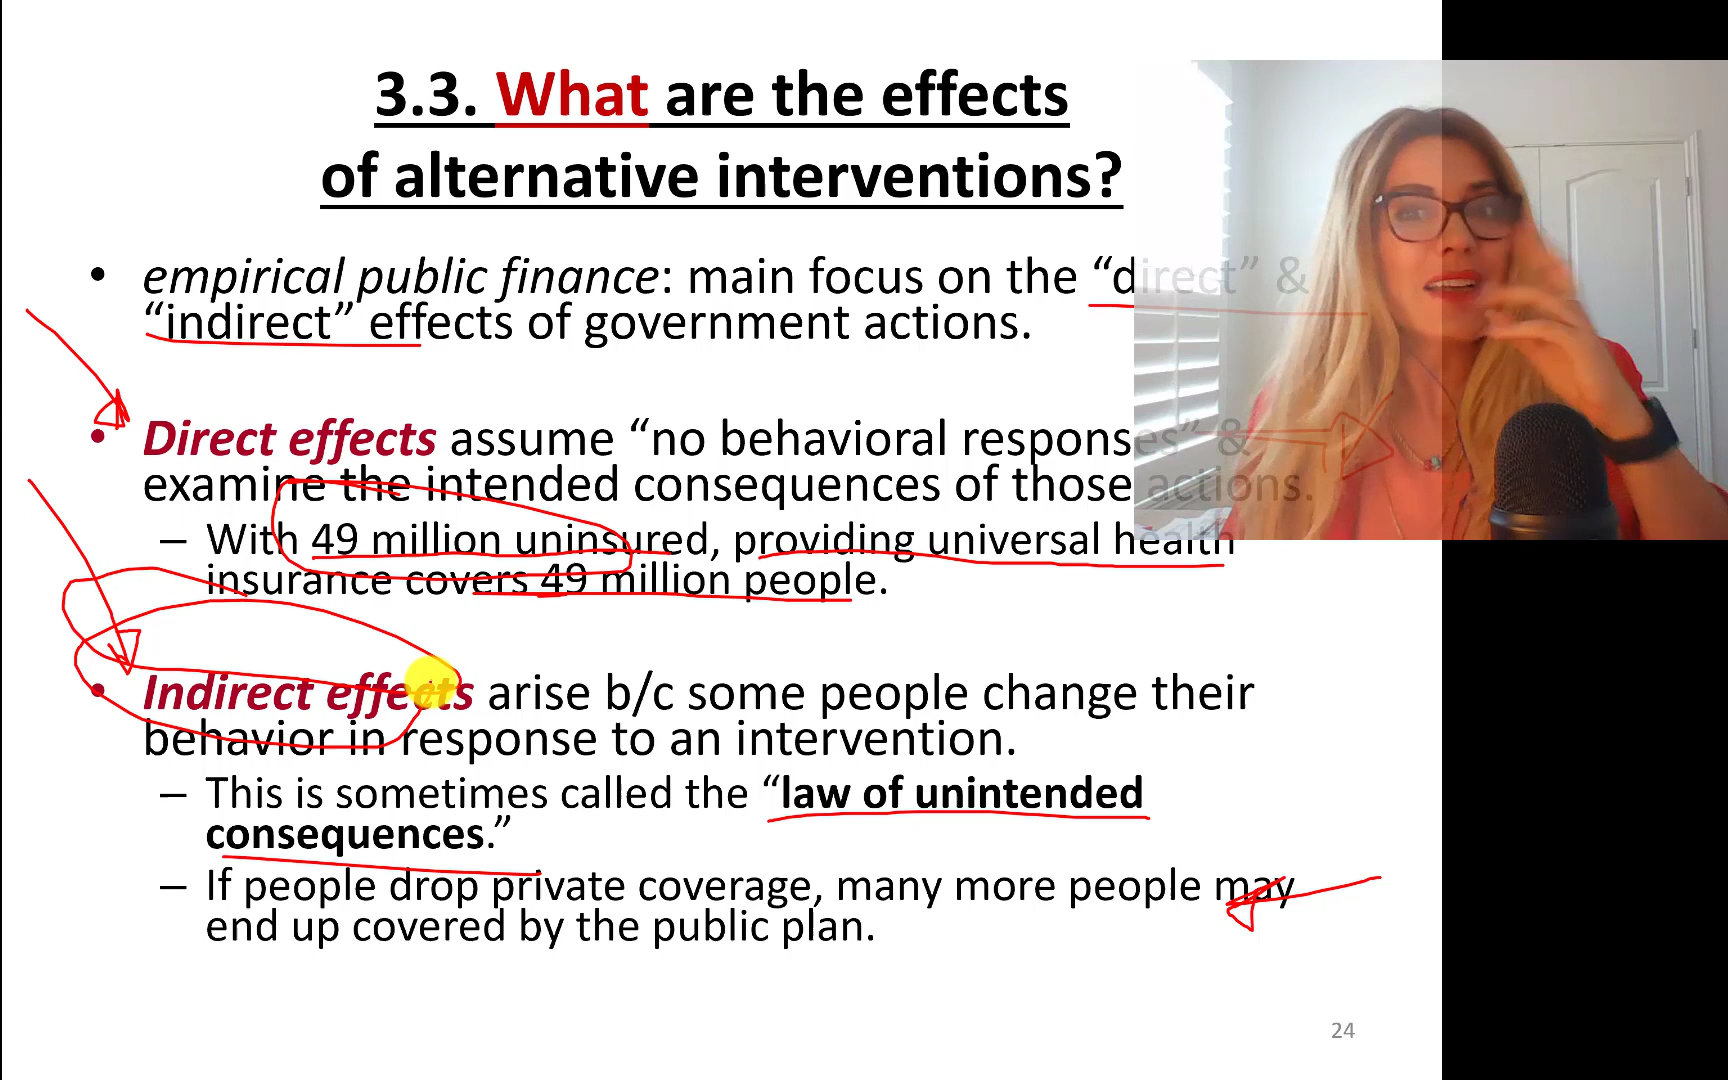 3.3. What are the effects
of alternative interventions?
• empirical public finance: main focus on the “direct” &
“indirect” effects of government actions.
• Direct effects assume “no behavioral responses” &
examine the intended consequences of those actions.
– With 49 million uninsured, providing universal health
insurance covers 49 million people.
• Indirect effects arise b/c some people change their
behavior in response to an intervention.
– This is sometimes called the “law of unintended
consequences.”
– If people drop private coverage, many more people may
end up covered by the public plan.
24